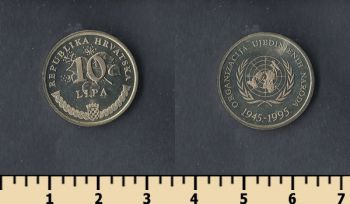 REPUBLIKA HRVATSKA
10
LIPA
ORGANIZACIJA UJEDINJENIH NARODA
1945-1995
1 2 3 4 5 6 7